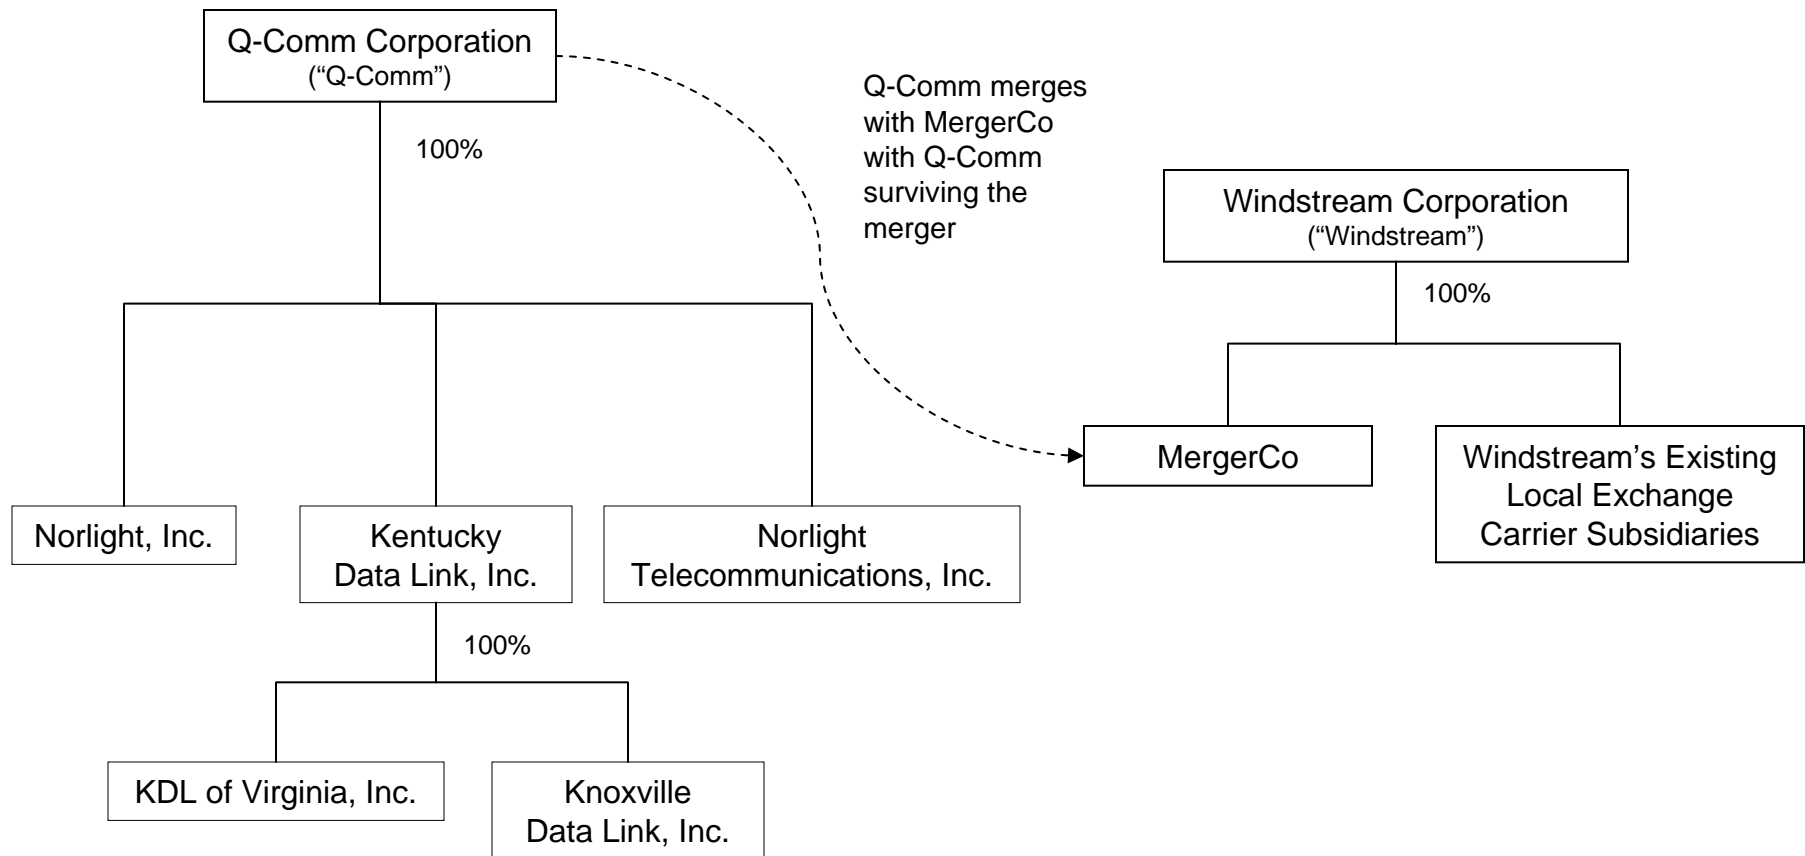 Q-Comm Corporation
(“Q-Comm”)
100%
Q-Comm merges
with MergerCo
with Q-Comm
surviving the
merger
Windstream Corporation
(“Windstream”)
100%
MergerCo
Windstream’s Existing
Local Exchange
Carrier Subsidiaries
Norlight, Inc.
Kentucky
Data Link, Inc.
Norlight
Telecommunications, Inc.
100%
KDL of Virginia, Inc.
Knoxville
Data Link, Inc.